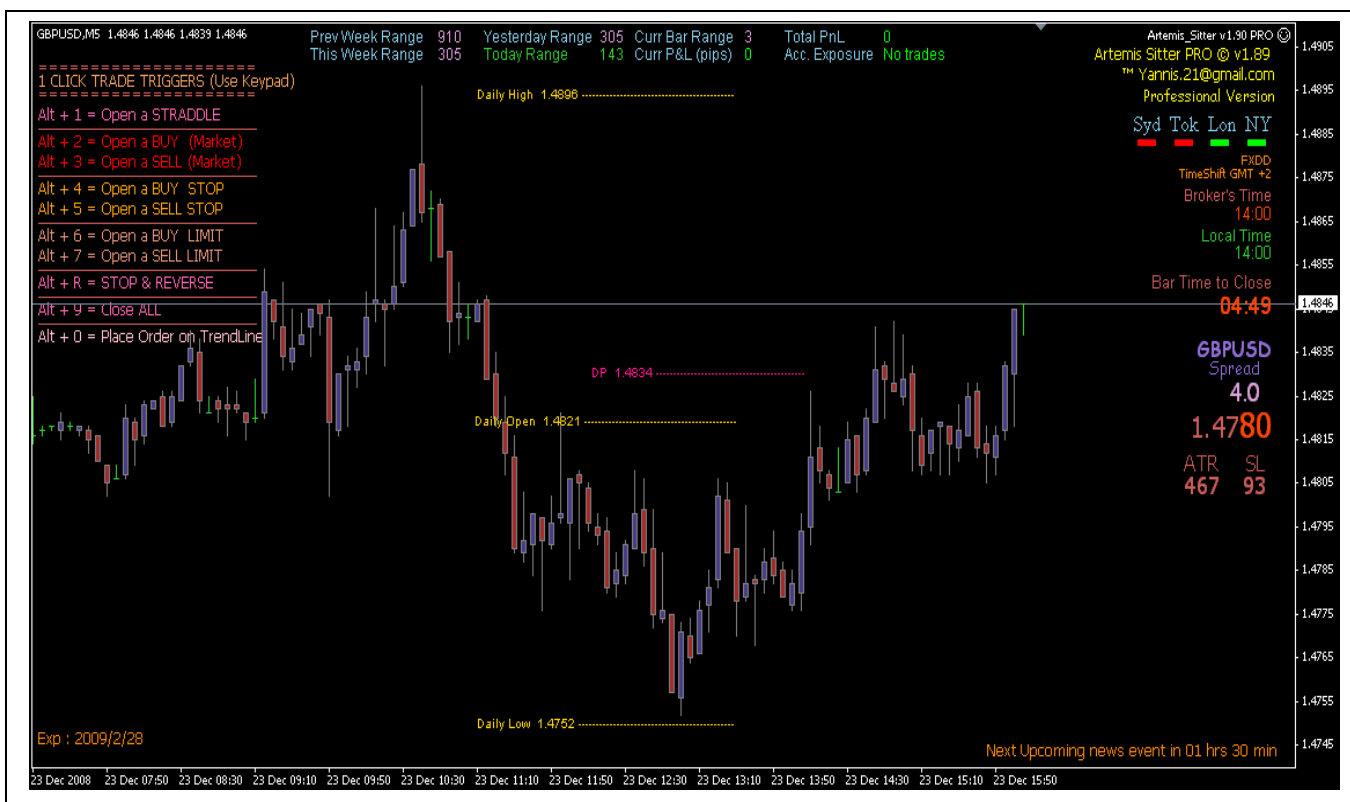 GBPUSD,M5 1.4846 1.4846 1.4839 1.4846
Prev Week Range 910 Yesterday Range 305 Curr Bar Range 3 Total PnL 0
This Week Range 305 Today Range 143 Curr P&L (pips) 0 Acc. Exposure No trades
Artemis_Sitter v1.90 PRO ☺
Artemis Sitter PRO © v1.89
™ Yannis.21@gmail.com
Professional Version
Syd Tok Lon NY
FXDD
TimeShift GMT +2
Broker's Time
14:00
Local Time
14:00
Bar Time to Close
04:49
GBPUSD
Spread
4.0
1.4780
ATR SL
467 93
=====================
1 CLICK TRADE TRIGGERS (Use Keypad)
=====================
Alt + 1 = Open a STRADDLE
Alt + 2 = Open a BUY (Market)
Alt + 3 = Open a SELL (Market)
Alt + 4 = Open a BUY STOP
Alt + 5 = Open a SELL STOP
Alt + 6 = Open a BUY LIMIT
Alt + 7 = Open a SELL LIMIT
Alt + R = STOP & REVERSE
Alt + 9 = Close ALL
Alt + 0 = Place Order on TrendLine
Daily High 1.4896
DP 1.4834
Daily Open 1.4821
Daily Low 1.4752
Exp : 2009/2/28
Next Upcoming news event in 01 hrs 30 min
1.4905
1.4895
1.4885
1.4875
1.4865
1.4855
1.4846
1.4835
1.4825
1.4815
1.4805
1.4795
1.4785
1.4775
1.4765
1.4755
1.4745
23 Dec 2008 23 Dec 07:50 23 Dec 08:30 23 Dec 09:10 23 Dec 09:50 23 Dec 10:30 23 Dec 11:10 23 Dec 11:50 23 Dec 12:30 23 Dec 13:10 23 Dec 13:50 23 Dec 14:30 23 Dec 15:10 23 Dec 15:50